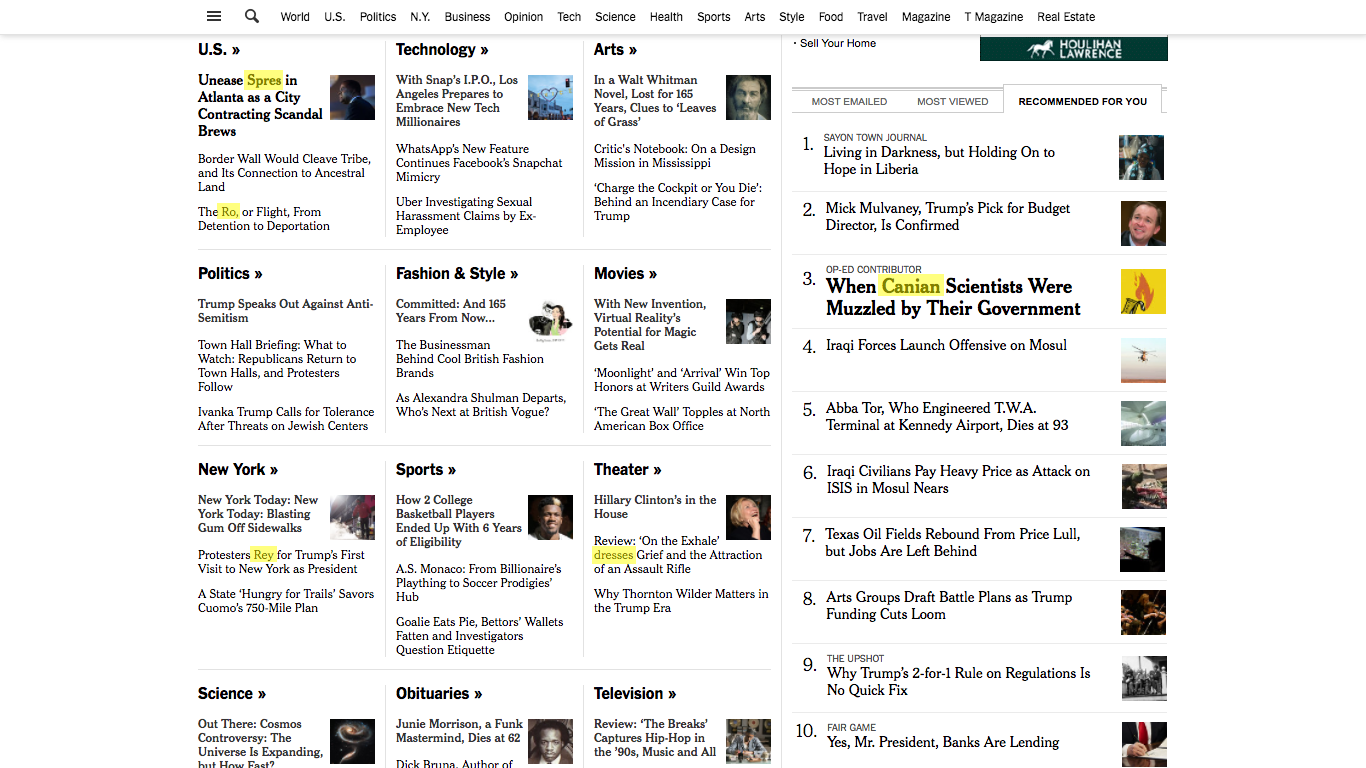 World U.S. Politics N.Y. Business Opinion Tech Science Health Sports Arts Style Food Travel Magazine T Magazine Real Estate
U.S. »
Unease Spres in
Atlanta as a City
Contracting Scandal
Brews
Border Wall Would Cleave Tribe,
and Its Connection to Ancestral
Land
The Ro, or Flight, From
Detention to Deportation
Technology »
With Snap’s I.P.O., Los
Angeles Prepares to
Embrace New Tech
Millionaires
WhatsApp’s New Feature
Continues Facebook’s Snapchat
Mimicry
Uber Investigating Sexual
Harassment Claims by Ex-
Employee
Arts »
In a Walt Whitman
Novel, Lost for 165
Years, Clues to ‘Leaves
of Grass’
Critic’s Notebook: On a Design
Mission in Mississippi
‘Charge the Cockpit or You Die’:
Behind an Incendiary Case for
Trump
Politics »
Trump Speaks Out Against Anti-
Semitism
Town Hall Briefing: What to
Watch: Republicans Return to
Town Halls, and Protesters
Follow
Ivanka Trump Calls for Tolerance
After Threats on Jewish Centers
Fashion & Style »
Committed: And 165
Years From Now...
The Businessman
Behind Cool British Fashion
Brands
As Alexandra Shulman Departs,
Who’s Next at British Vogue?
Movies »
With New Invention,
Virtual Reality’s
Potential for Magic
Gets Real
‘Moonlight’ and ‘Arrival’ Win Top
Honors at Writers Guild Awards
‘The Great Wall’ Topples at North
American Box Office
New York »
New York Today: New
York Today: Blasting
Gum Off Sidewalks
Protesters Rey for Trump’s First
Visit to New York as President
A State ‘Hungry for Trails’ Savors
Cuomo’s 750-Mile Plan
Sports »
How 2 College
Basketball Players
Ended Up With 6 Years
of Eligibility
A.S. Monaco: From Billionaire’s
Plaything to Soccer Prodigies’
Hub
Goalie Eats Pie, Bettors’ Wallets
Fatten and Investigators
Question Etiquette
Theater »
Hillary Clinton’s in the
House
Review: ‘On the Exhale’
dresses Grief and the Attraction
of an Assault Rifle
Why Thornton Wilder Matters in
the Trump Era
Science »
Out There: Cosmos
Controversy: The
Universe Is Expanding,
but How Fast?
Obituaries »
Junie Morrison, a Funk
Mastermind, Dies at 62
Dick Bruna, Author of
Television »
Review: ‘The Breaks’
Captures Hip-Hop in
the ’90s, Music and All
· Sell Your Home
HOULIHAN
LAWRENCE
MOST EMAILED MOST VIEWED RECOMMENDED FOR YOU
1. SAYON TOWN JOURNAL
Living in Darkness, but Holding On to
Hope in Liberia
2. Mick Mulvaney, Trump’s Pick for Budget
Director, Is Confirmed
3. OP-ED CONTRIBUTOR
When Canian Scientists Were
Muzzled by Their Government
4. Iraqi Forces Launch Offensive on Mosul
5. Abba Tor, Who Engineered T.W.A.
Terminal at Kennedy Airport, Dies at 93
6. Iraqi Civilians Pay Heavy Price as Attack on
ISIS in Mosul Nears
7. Texas Oil Fields Rebound From Price Lull,
but Jobs Are Left Behind
8. Arts Groups Draft Battle Plans as Trump
Funding Cuts Loom
9. THE UPSHOT
Why Trump’s 2-for-1 Rule on Regulations Is
No Quick Fix
10. FAIR GAME
Yes, Mr. President, Banks Are Lending